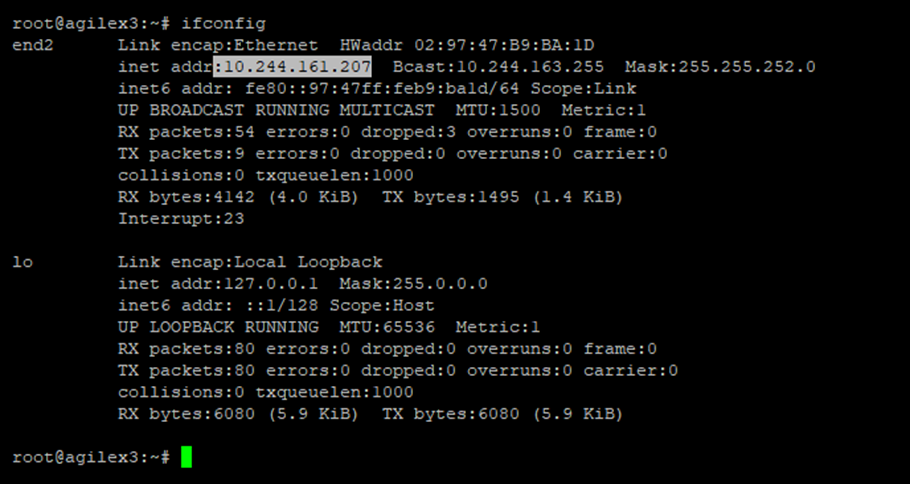 root@agilex3:~# ifconfig
end2      Link encap:Ethernet  HWaddr 02:97:47:B9:BA:1D
          inet addr:10.244.161.207  Bcast:10.244.163.255  Mask:255.255.252.0
          inet6 addr: fe80::97:47ff:feb9:ba1d/64 Scope:Link
          UP BROADCAST RUNNING MULTICAST  MTU:1500  Metric:1
          RX packets:54 errors:0 dropped:3 overruns:0 frame:0
          TX packets:9 errors:0 dropped:0 overruns:0 carrier:0
          collisions:0 txqueuelen:1000
          RX bytes:4142 (4.0 KiB)  TX bytes:1495 (1.4 KiB)
          Interrupt:23
lo        Link encap:Local Loopback
          inet addr:127.0.0.1  Mask:255.0.0.0
          inet6 addr: ::1/128 Scope:Host
          UP LOOPBACK RUNNING  MTU:65536  Metric:1
          RX packets:80 errors:0 dropped:0 overruns:0 frame:0
          TX packets:80 errors:0 dropped:0 overruns:0 carrier:0
          collisions:0 txqueuelen:1000
          RX bytes:6080 (5.9 KiB)  TX bytes:6080 (5.9 KiB)
root@agilex3:~#